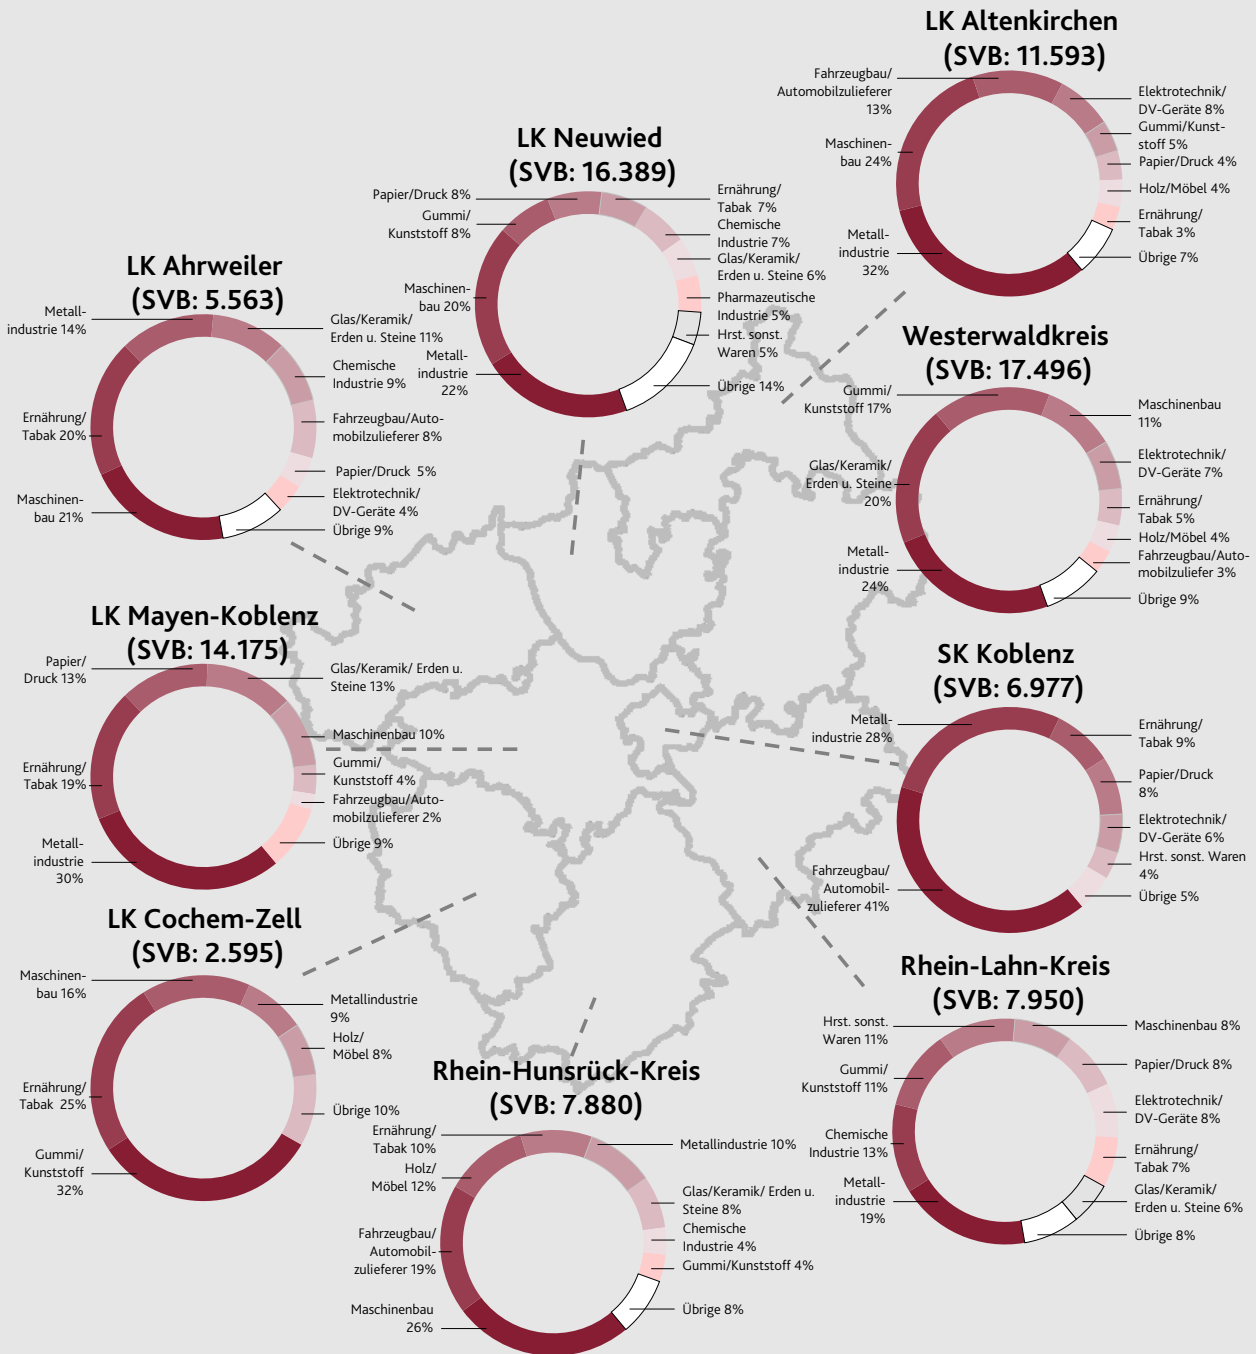 LK Altenkirchen
(SVB: 11.593)
Fahrzeugbau/
Automobilzulieferer
13%
Maschinen-
bau 24%
Metall-
industrie
32%
Elektrotechnik/
DV-Geräte 8%
Gummi/Kunst-
stoff 5%
Papier/Druck 4%
Holz/Möbel 4%
Ernährung/
Tabak 3%
Übrige 7%
LK Neuwied
(SVB: 16.389)
Papier/Druck 8%
Gummi/
Kunststoff 8%
Maschinen-
bau 20%
Metall-
industrie
22%
Ernährung/
Tabak 7%
Chemische
Industrie 7%
Glas/Keramik/
Erden u. Steine 6%
Pharmazeutische
Industrie 5%
Hrst. sonst.
Waren 5%
Übrige 14%
LK Ahrweiler
(SVB: 5.563)
Metall-
industrie 14%
Ernährung/
Tabak 20%
Maschinen-
bau 21%
Glas/Keramik/
Erden u. Steine 11%
Chemische
Industrie 9%
Fahrzeugbau/Auto-
mobilzulieferer 8%
Papier/Druck 5%
Elektrotechnik/
DV-Geräte 4%
Übrige 9%
Westerwaldkreis
(SVB: 17.496)
Gummi/
Kunststoff 17%
Glas/Keramik/
Erden u. Steine
20%
Metall-
industrie
24%
Maschinenbau
11%
Elektrotechnik/
DV-Geräte 7%
Ernährung/
Tabak 5%
Holz/Möbel 4%
Fahrzeugbau/Auto-
mobilzuliefer 3%
Übrige 9%
LK Mayen-Koblenz
(SVB: 14.175)
Papier/
Druck 13%
Ernährung/
Tabak 19%
Metall-
industrie
30%
Glas/Keramik/ Erden u.
Steine 13%
Maschinenbau 10%
Gummi/
Kunststoff 4%
Fahrzeugbau/Auto-
mobilzulieferer 2%
Übrige 9%
SK Koblenz
(SVB: 6.977)
Metall-
industrie 28%
Fahrzeugbau/
Automobil-
zulieferer 41%
Ernährung/
Tabak 9%
Papier/Druck
8%
Elektrotechnik/
DV-Geräte 6%
Hrst. sonst. Waren
4%
Übrige 5%
LK Cochem-Zell
(SVB: 2.595)
Maschinen-
bau 16%
Ernährung/
Tabak 25%
Gummi/
Kunststoff
32%
Metallindustrie
9%
Holz/
Möbel 8%
Übrige 10%
Rhein-Lahn-Kreis
(SVB: 7.950)
Hrst. sonst.
Waren 11%
Gummi/
Kunststoff 11%
Chemische
Industrie 13%
Metall-
industrie
19%
Maschinenbau 8%
Papier/Druck 8%
Elektrotechnik/
DV-Geräte 8%
Ernährung/
Tabak 7%
Glas/Keramik/
Erden u. Steine 6%
Übrige 8%
Rhein-Hunsrück-Kreis
(SVB: 7.880)
Ernährung/
Tabak 10%
Holz/
Möbel 12%
Fahrzeugbau/
Automobil-
zulieferer 19%
Maschinenbau
26%
Metallindustrie 10%
Glas/Keramik/ Erden u.
Steine 8%
Chemische
Industrie 4%
Gummi/Kunststoff 4%
Übrige 8%